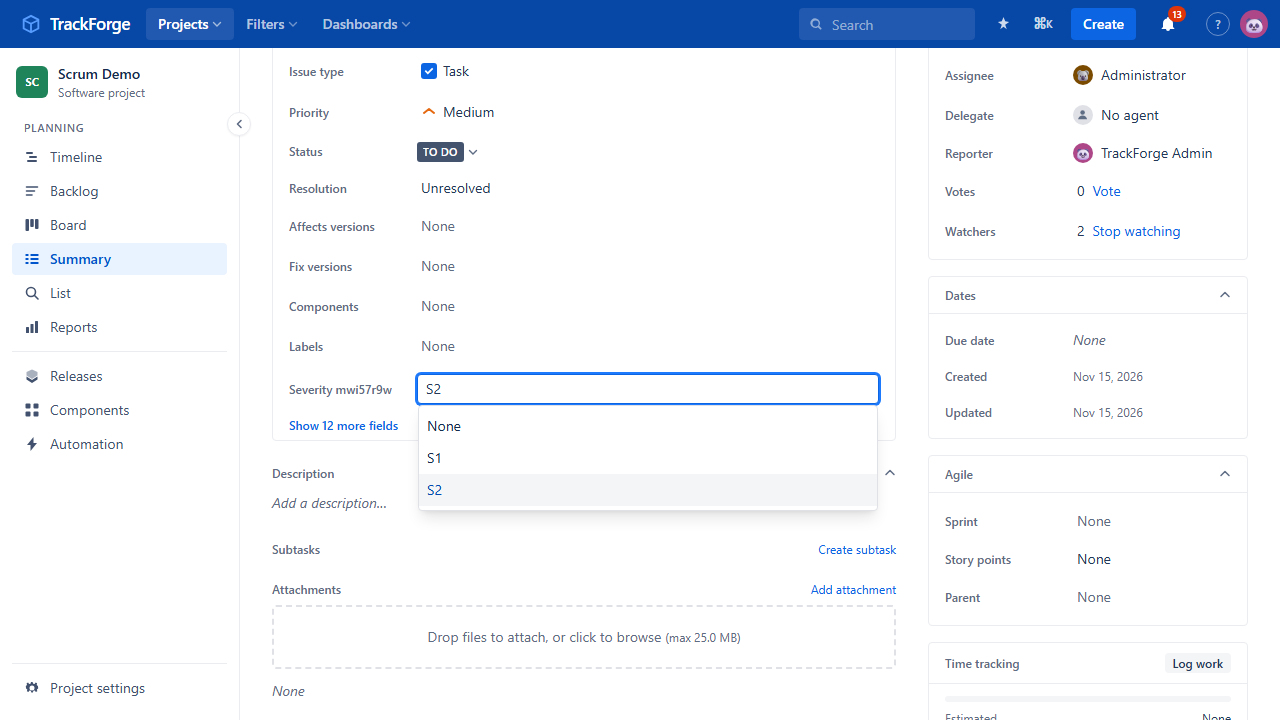 TrackForge
Projects
Filters
Dashboards
Search
⌘K
Create
13
?
SC
Scrum Demo
Software project
PLANNING
Timeline
Backlog
Board
Summary
List
Reports
Releases
Components
Automation
Project settings
Issue type
Task
Priority
Medium
Status
TO DO
Resolution
Unresolved
Affects versions
None
Fix versions
None
Components
None
Labels
None
Severity mwi57r9w
S2
None
S1
S2
Show 12 more fields
Description
Add a description...
Subtasks
Create subtask
Attachments
Add attachment
Drop files to attach, or click to browse (max 25.0 MB)
None
Assignee
Administrator
Delegate
No agent
Reporter
TrackForge Admin
Votes
0 Vote
Watchers
2 Stop watching
Dates
Due date
None
Created
Nov 15, 2026
Updated
Nov 15, 2026
Agile
Sprint
None
Story points
None
Parent
None
Time tracking
Log work
Estimated
None